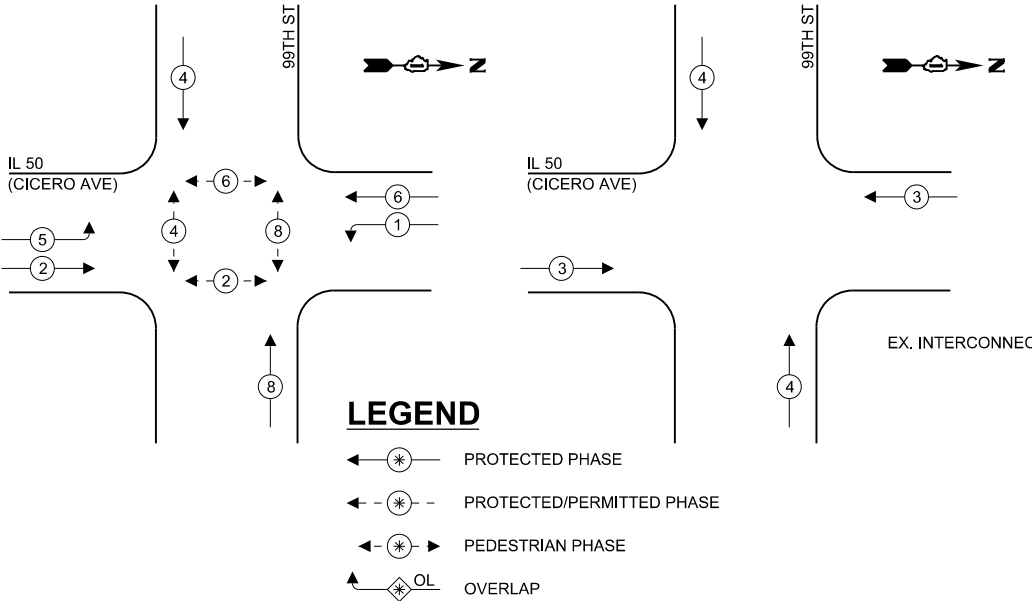 99TH ST
4
N
IL 50
(CICERO AVE)
6
6
1
5
4
8
2
2
8
99TH ST
4
N
IL 50
(CICERO AVE)
3
3
4
EX. INTERCONNEC
LEGEND
PROTECTED PHASE
PROTECTED/PERMITTED PHASE
PEDESTRIAN PHASE
OL
OVERLAP